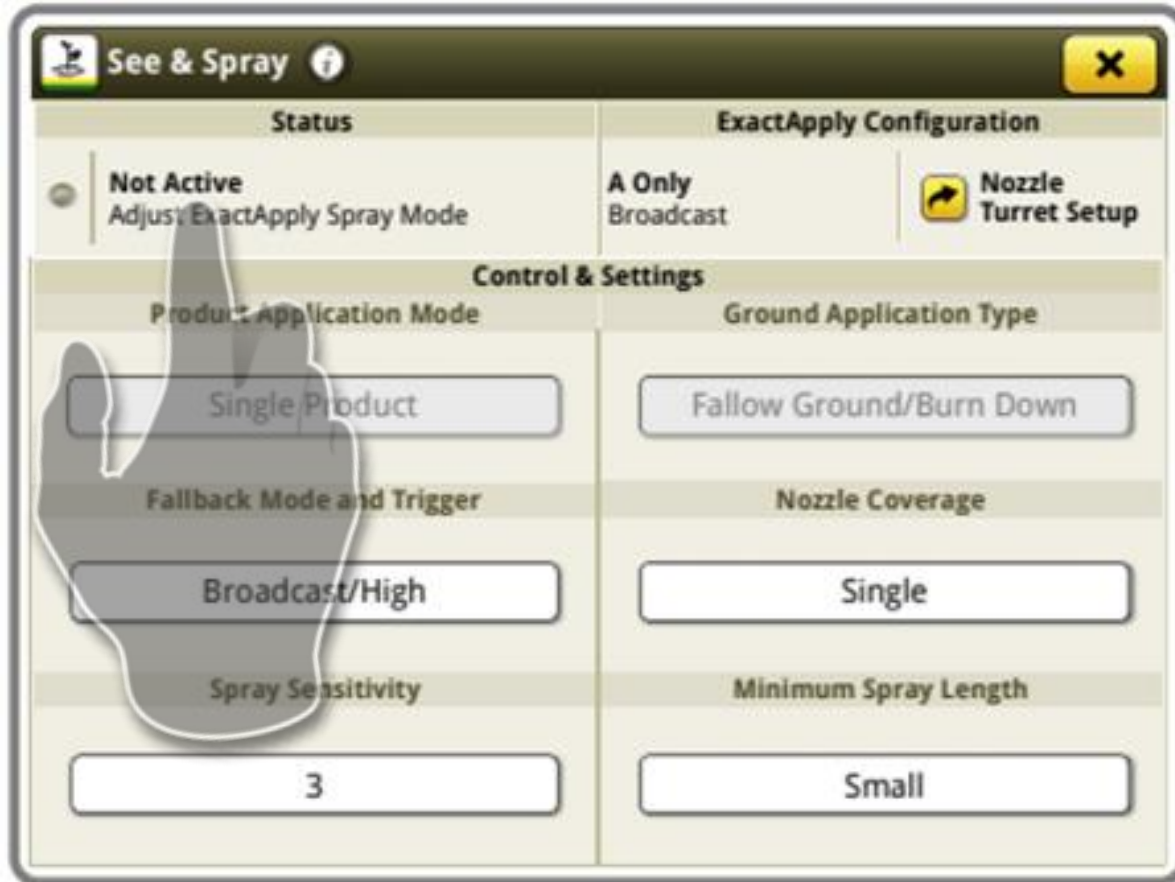 See & Spray
Status
ExactApply Configuration
Not Active
Adjust ExactApply Spray Mode
A Only
Broadcast
Nozzle
Turret Setup
Control & Settings
Product Application Mode
Ground Application Type
Single Product
Fallow Ground/Burn Down
Fallback Mode and Trigger
Nozzle Coverage
Broadcast/High
Single
Spray Sensitivity
Minimum Spray Length
3
Small